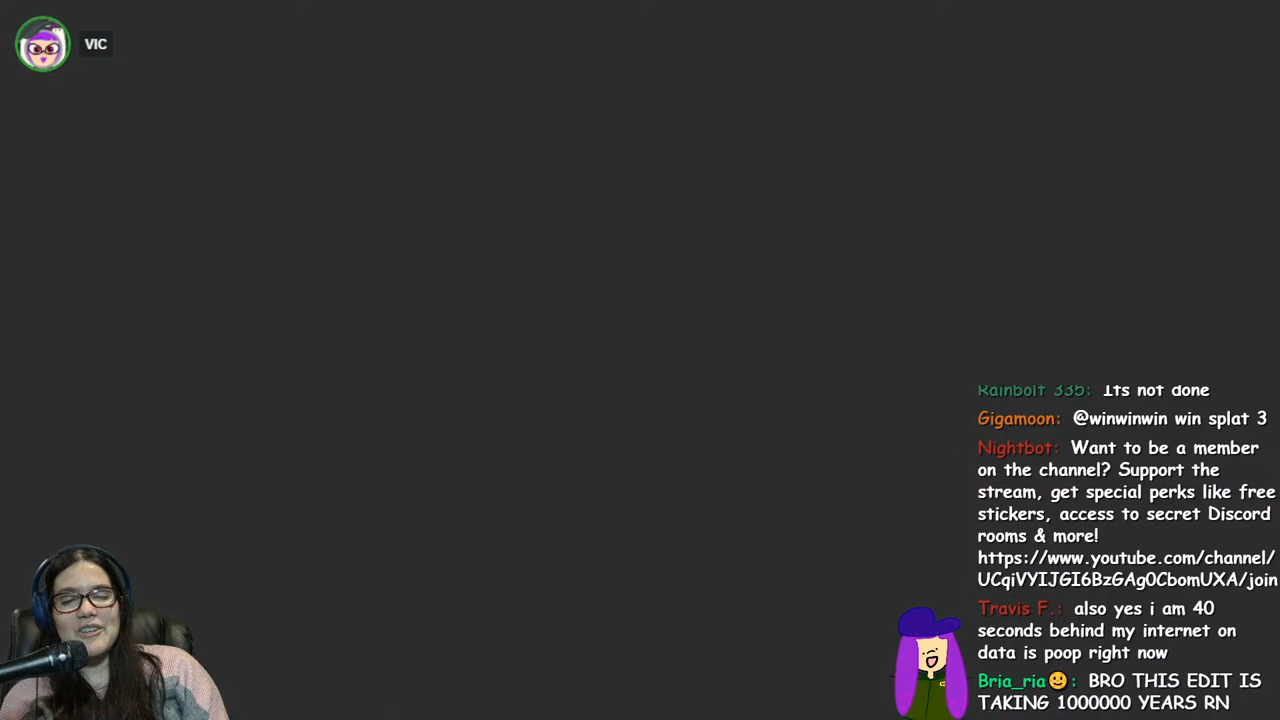 VIC
Rainbolt 335: Its not done
Gigamoon: @winwinwin win splat 3
Nightbot: Want to be a member
on the channel? Support the
stream, get special perks like free
stickers, access to secret Discord
rooms & more!
https://www.youtube.com/channel/
UCqiVYIJGI6BzGAg0CbomUXA/join
Travis F.: also yes i am 40
seconds behind my internet on
data is poop right now
Bria_ria🙂: BRO THIS EDIT IS
TAKING 1000000 YEARS RN